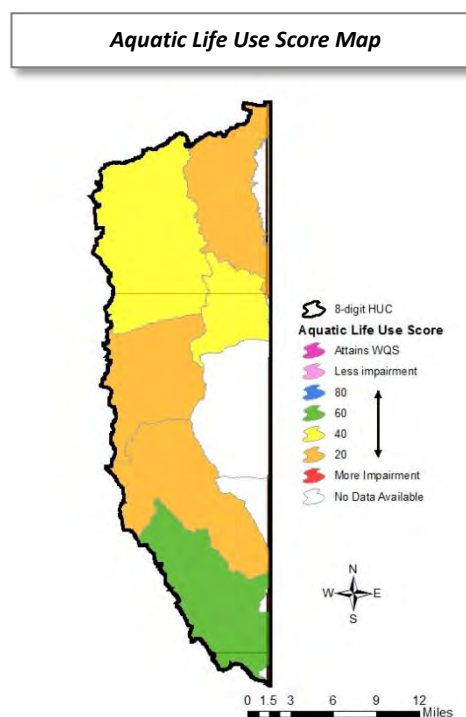 Aquatic Life Use Score Map
8-digit HUC
Aquatic Life Use Score
Attains WQS
Less impairment
80
60
40
20
More Impairment
No Data Available
N
W E
S
0 1.5 3 6 9 12
Miles